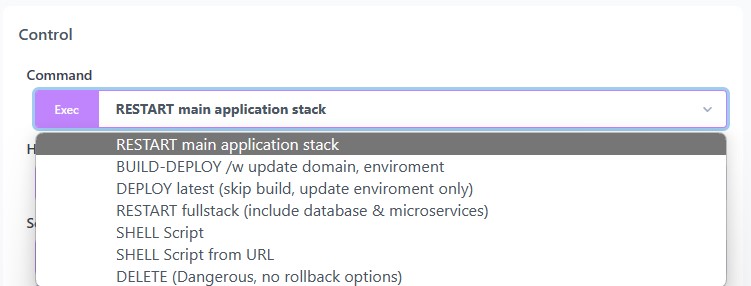 Control
Command
Exec RESTART main application stack
RESTART main application stack
BUILD-DEPLOY /w update domain, enviroment
DEPLOY latest (skip build, update enviroment only)
RESTART fullstack (include database & microservices)
SHELL Script
SHELL Script from URL
DELETE (Dangerous, no rollback options)